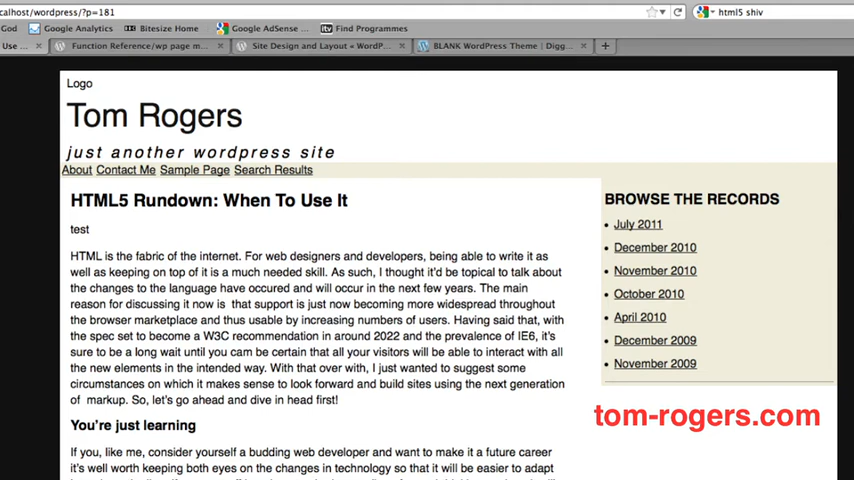 calhost/wordpress/?p=181
html5 shiv
God
Google Analytics
Bitesize Home
Google AdSense ...
Find Programmes
Use ...
Function Reference/wp page m...
Site Design and Layout « WordP...
BLANK WordPress Theme | Digg...
Logo
Tom Rogers
just another wordpress site
About Contact Me Sample Page Search Results
HTML5 Rundown: When To Use It
test
HTML is the fabric of the internet. For web designers and developers, being able to write it as
well as keeping on top of it is a much needed skill. As such, I thought it'd be topical to talk about
the changes to the language have occured and will occur in the next few years. The main
reason for discussing it now is that support is just now becoming more widespread throughout
the browser marketplace and thus usable by increasing numbers of users. Having said that, with
the spec set to become a W3C recommendation in around 2022 and the prevalence of IE6, it's
sure to be a long wait until you cam be certain that all your visitors will be able to interact with all
the new elements in the intended way. With that over with, I just wanted to suggest some
circumstances on which it makes sense to look forward and build sites using the next generation
of markup. So, let's go ahead and dive in head first!
You're just learning
If you, like me, consider yourself a budding web developer and want to make it a future career
it's well worth keeping both eyes on the changes in technology so that it will be easier to adapt
BROWSE THE RECORDS
July 2011
December 2010
November 2010
October 2010
April 2010
December 2009
November 2009
tom-rogers.com